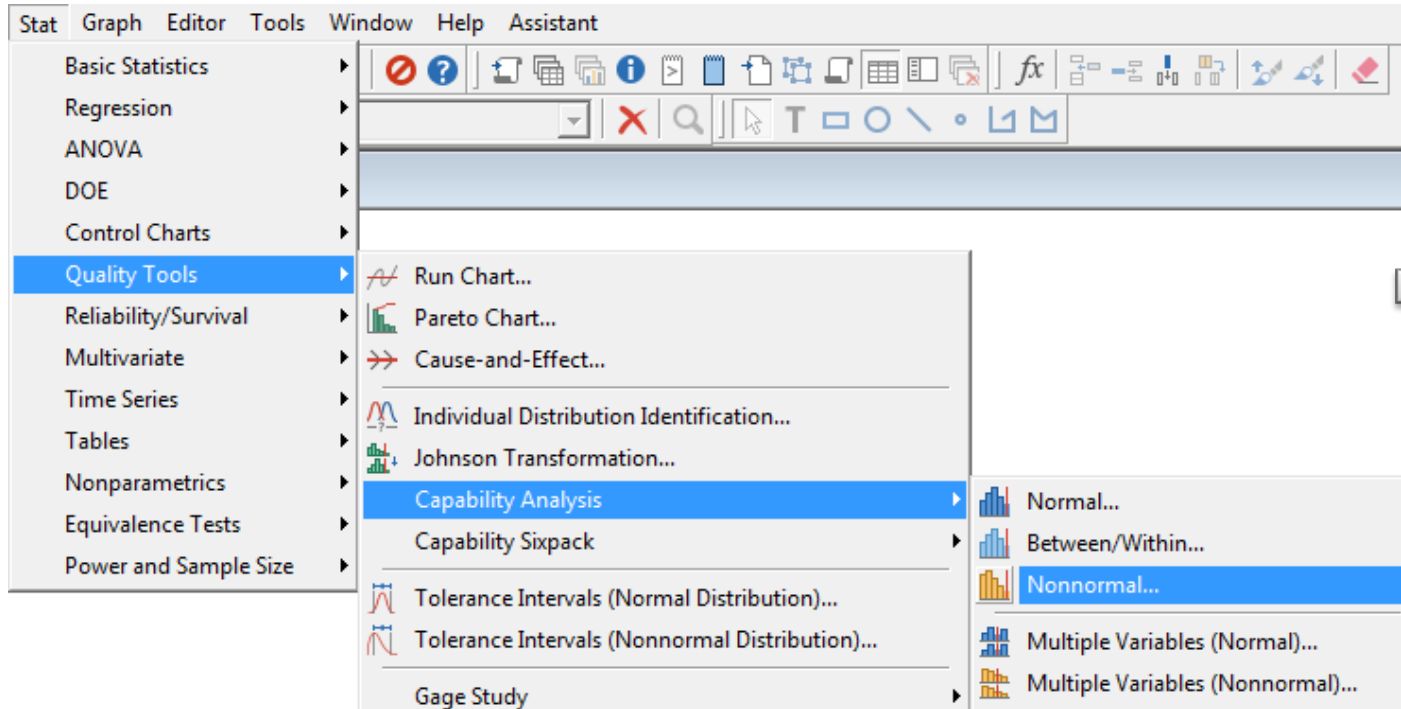 Stat Graph Editor Tools Window Help Assistant
Basic Statistics
Regression
ANOVA
DOE
Control Charts
Quality Tools
Reliability/Survival
Multivariate
Time Series
Tables
Nonparametrics
Equivalence Tests
Power and Sample Size
Run Chart...
Pareto Chart...
Cause-and-Effect...
Individual Distribution Identification...
Johnson Transformation...
Capability Analysis
Capability Sixpack
Tolerance Intervals (Normal Distribution)...
Tolerance Intervals (Nonnormal Distribution)...
Gage Study
Normal...
Between/Within...
Nonnormal...
Multiple Variables (Normal)...
Multiple Variables (Nonnormal)...